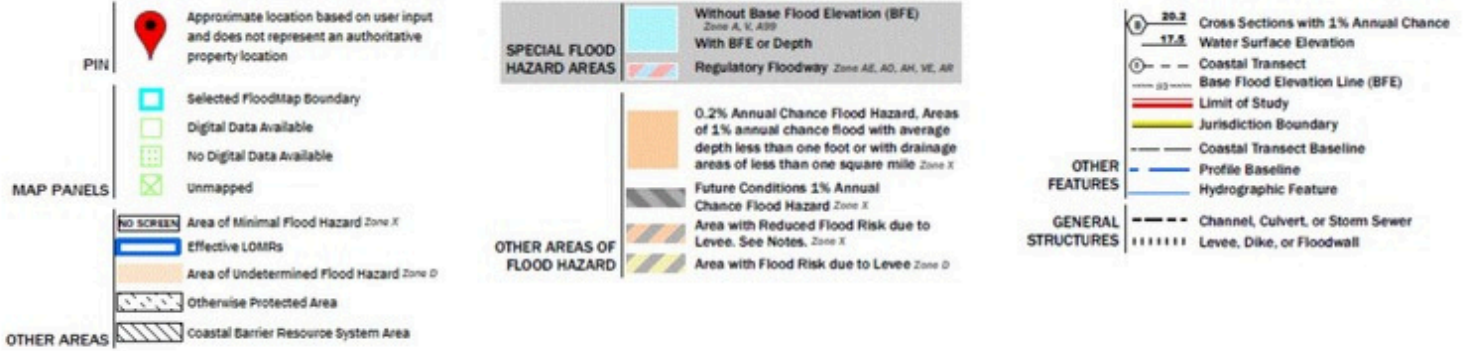 PIN
Approximate location based on user input
and does not represent an authoritative
property location
MAP PANELS
Selected FloodMap Boundary
Digital Data Available
No Digital Data Available
Unmapped
OTHER AREAS
NO SCREEN Area of Minimal Flood Hazard Zone X
Effective LOMRs
Area of Undetermined Flood Hazard Zone D
Otherwise Protected Area
Coastal Barrier Resource System Area
SPECIAL FLOOD
HAZARD AREAS
Without Base Flood Elevation (BFE)
Zone A, V, A99
With BFE or Depth
Regulatory Floodway Zone AE, AO, AH, VE, AR
OTHER AREAS OF
FLOOD HAZARD
0.2% Annual Chance Flood Hazard, Areas
of 1% annual chance flood with average
depth less than one foot or with drainage
areas of less than one square mile Zone X
Future Conditions 1% Annual
Chance Flood Hazard Zone X
Area with Reduced Flood Risk due to
Levee. See Notes. Zone X
Area with Flood Risk due to Levee Zone D
OTHER
FEATURES
20.2 Cross Sections with 1% Annual Chance
17.5 Water Surface Elevation
Coastal Transect
Base Flood Elevation Line (BFE)
Limit of Study
Jurisdiction Boundary
Coastal Transect Baseline
Profile Baseline
Hydrographic Feature
GENERAL
STRUCTURES
Channel, Culvert, or Storm Sewer
Levee, Dike, or Floodwall